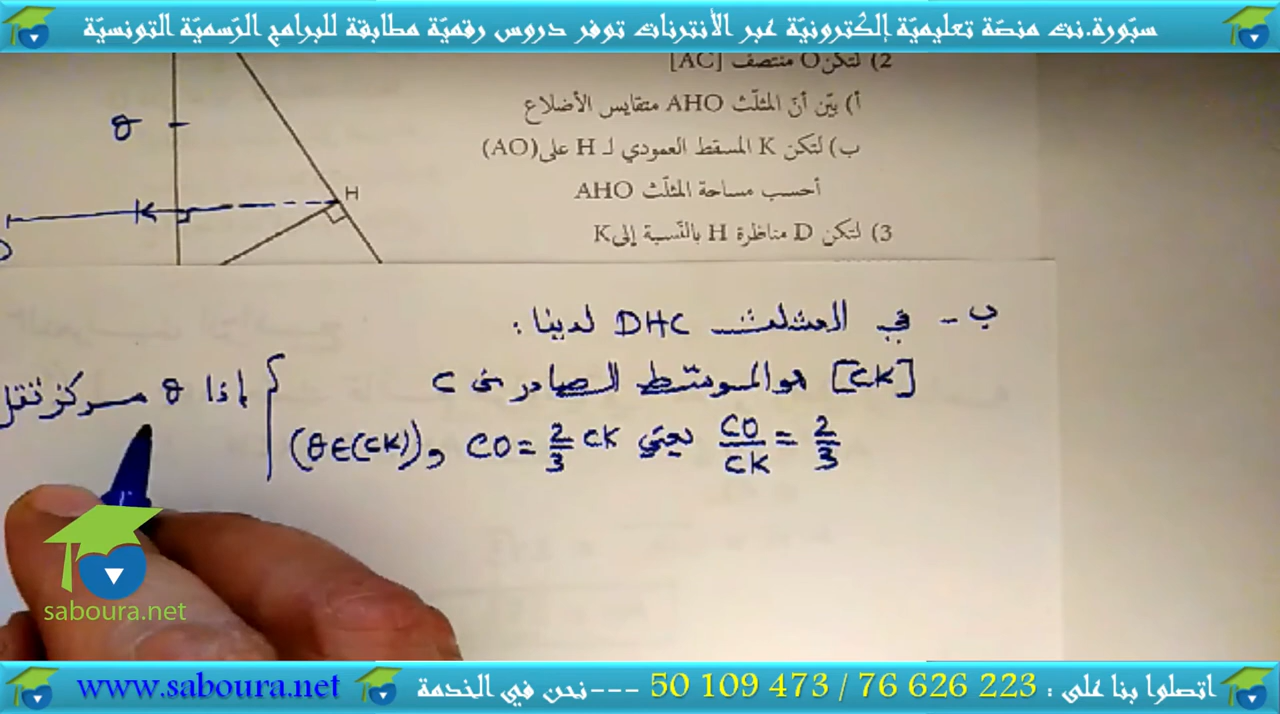 سبّورة.نت منصّة تعليميّة إلكترونيّة عبر الأنترنات توفر دروس رقميّة مطابقة للبرامج الرّسميّة التونسيّة
2) لتكن O منتصف [AC]
أ) بيّن أنّ المثلّث AHO متقايس الأضلاع
ب) لتكن K المسقط العمودي لـ H على (AO)
أحسب مساحة المثلّث AHO
3) لتكن D مناظرة H بالنّسبة إلى K
O
H
K
D
ب - في المثلث DHC لدينا :
[CK] هو الموسّط الصادر من C
CO/CK = 2/3 يعني CO = 2/3 CK و (O∈(CK))
إذا O مركز ثقل
saboura.net
اتصلوا بنا على : 50 109 473 / 76 626 223 ---نحن في الخدمة www.saboura.net